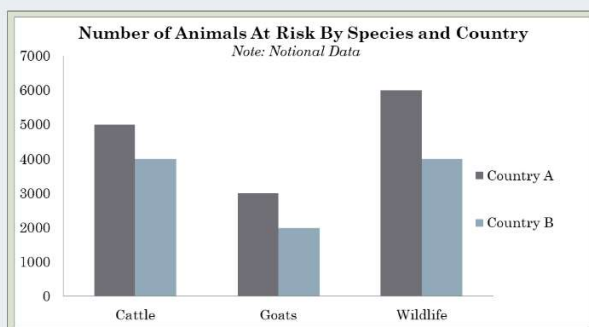 Number of Animals At Risk By Species and Country
Note: Notional Data
7000
6000
5000
4000
3000
2000
1000
0
Cattle
Goats
Wildlife
Country A
Country B